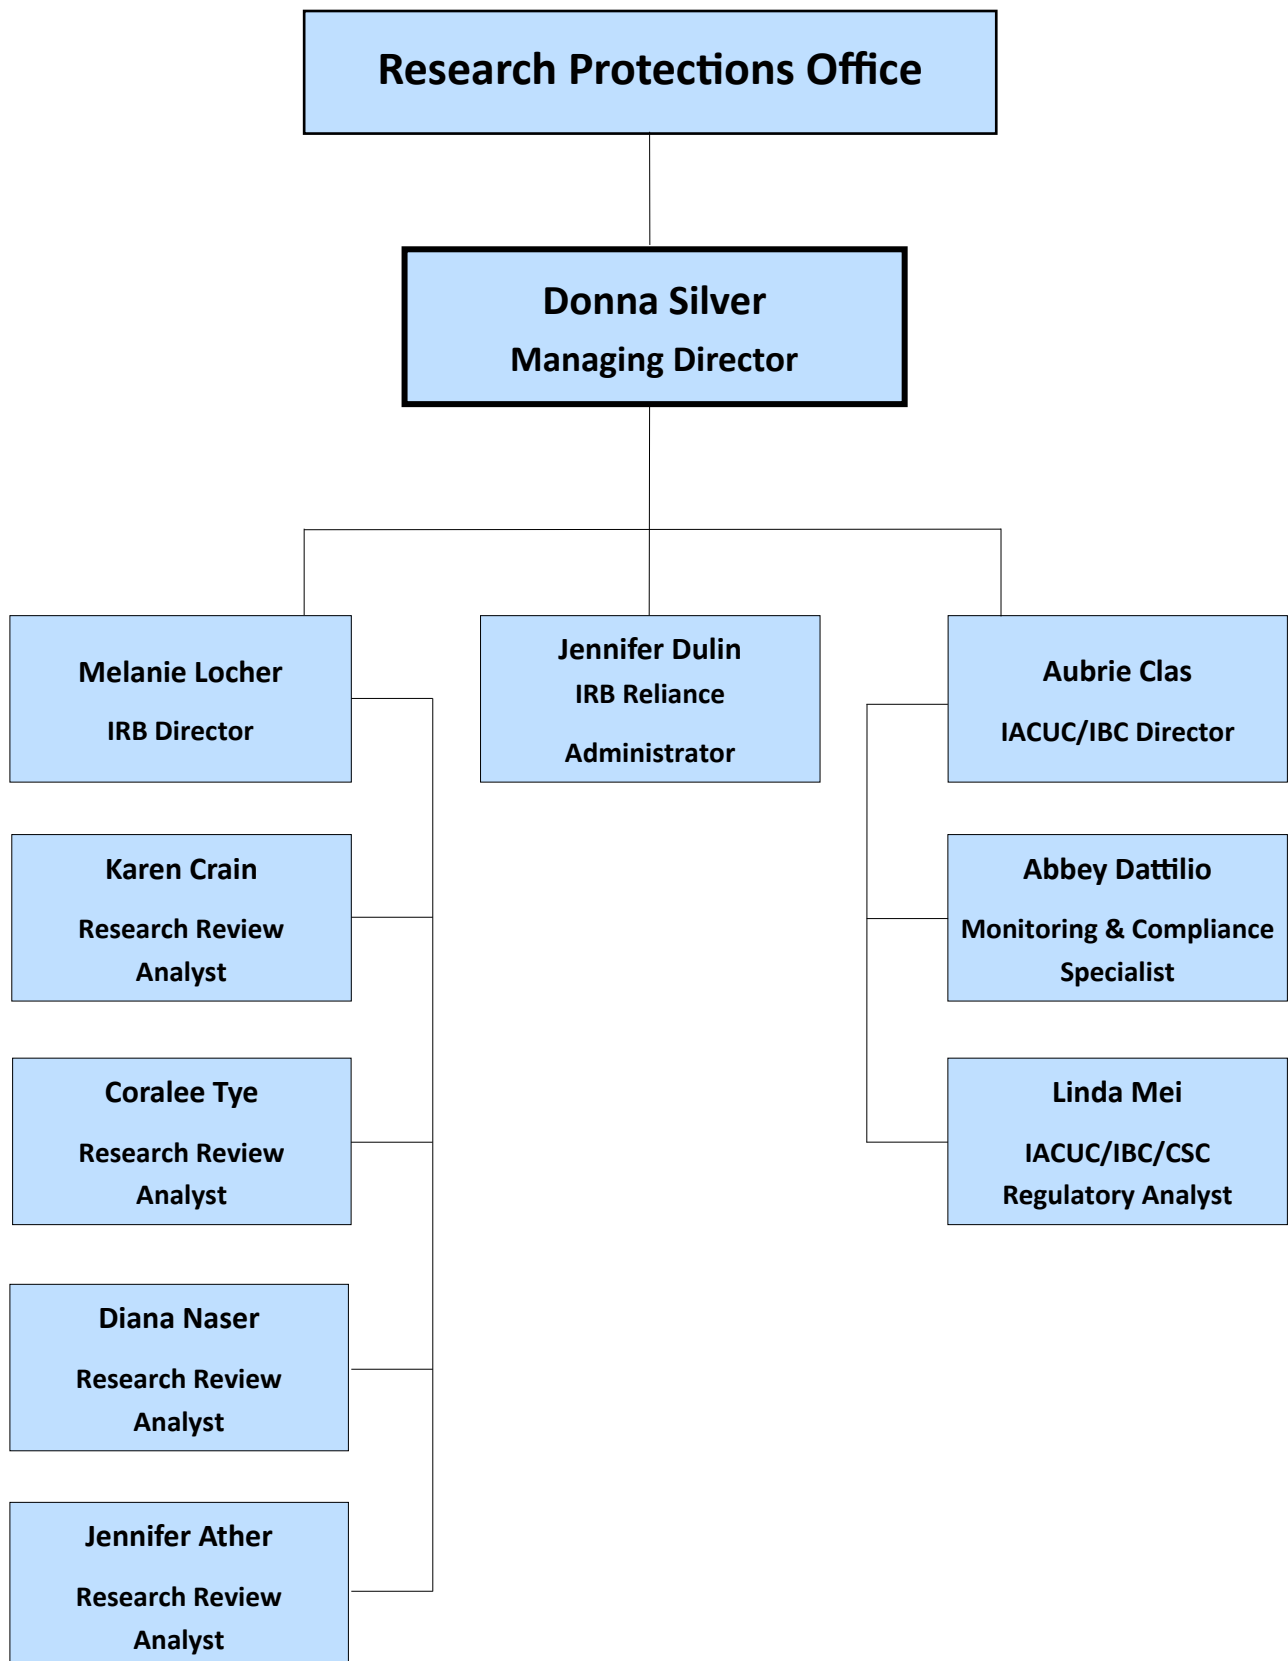 Research Protections Office
Donna Silver
Managing Director
Melanie Locher
IRB Director
Jennifer Dulin
IRB Reliance
Administrator
Aubrie Clas
IACUC/IBC Director
Karen Crain
Research Review
Analyst
Abbey Dattilio
Monitoring & Compliance
Specialist
Coralee Tye
Research Review
Analyst
Linda Mei
IACUC/IBC/CSC
Regulatory Analyst
Diana Naser
Research Review
Analyst
Jennifer Ather
Research Review
Analyst